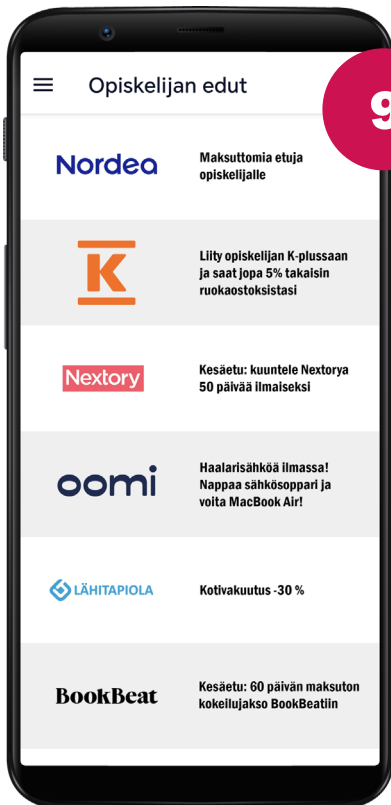 Opiskelijan edut
9
Nordea
Maksuttomia etuja
opiskelijalle
K
Liity opiskelijan K-plussaan
ja saat jopa 5% takaisin
ruokaostoksistasi
Nextory
Kesäetu: kuuntele Nextorya
50 päivää ilmaiseksi
oomi
Haalarisähköä ilmassa!
Nappaa sähkösoppari ja
voita MacBook Air!
LÄHITAPIOLA
Kotivakuutus -30 %
BookBeat
Kesäetu: 60 päivän maksuton
kokeilujakso BookBeatiin